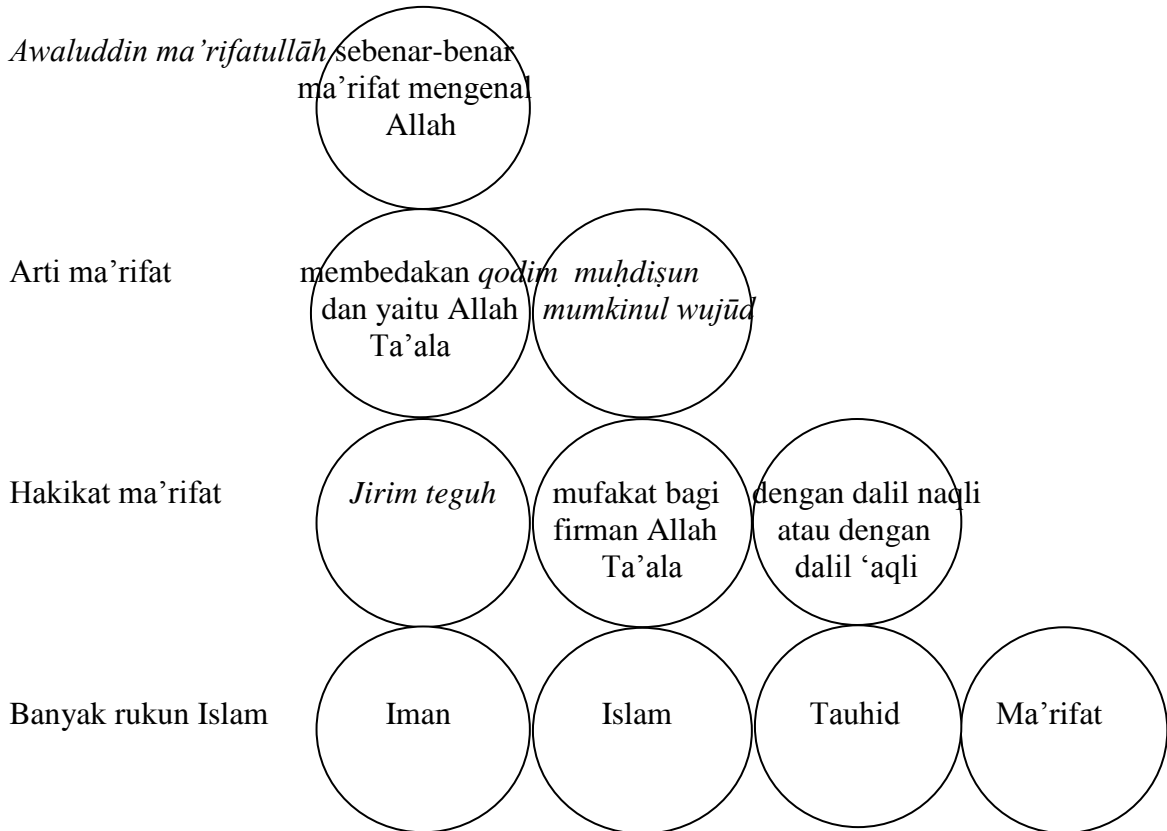 Awaluddin ma’rifatullāh sebenar-benar
ma’rifat mengenal
Allah
Arti ma’rifat
membedakan qodim
dan yaitu Allah
Ta’ala
muḥdiṣun
mumkinul wujūd
Hakikat ma’rifat
Jirim teguh
mufakat bagi
firman Allah
Ta’ala
dengan dalil naqli
atau dengan
dalil ‘aqli
Banyak rukun Islam
Iman
Islam
Tauhid
Ma’rifat